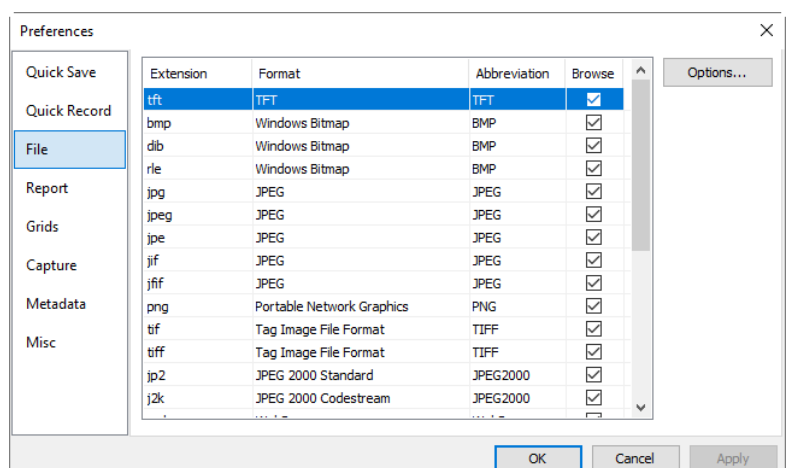 Preferences
Quick Save
Quick Record
File
Report
Grids
Capture
Metadata
Misc
Extension Format Abbreviation Browse
tft TFT TFT
bmp Windows Bitmap BMP
dib Windows Bitmap BMP
rle Windows Bitmap BMP
jpg JPEG JPEG
jpeg JPEG JPEG
jpe JPEG JPEG
jif JPEG JPEG
jfif JPEG JPEG
png Portable Network Graphics PNG
tif Tag Image File Format TIFF
tiff Tag Image File Format TIFF
jp2 JPEG 2000 Standard JPEG2000
j2k JPEG 2000 Codestream JPEG2000
Options...
OK Cancel Apply